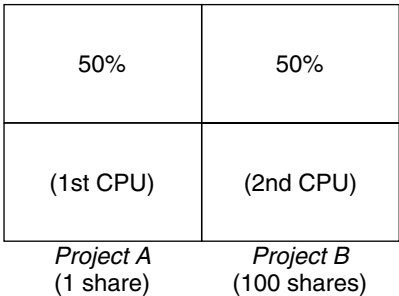 50% 50%
(1st CPU) (2nd CPU)
Project A Project B
(1 share) (100 shares)